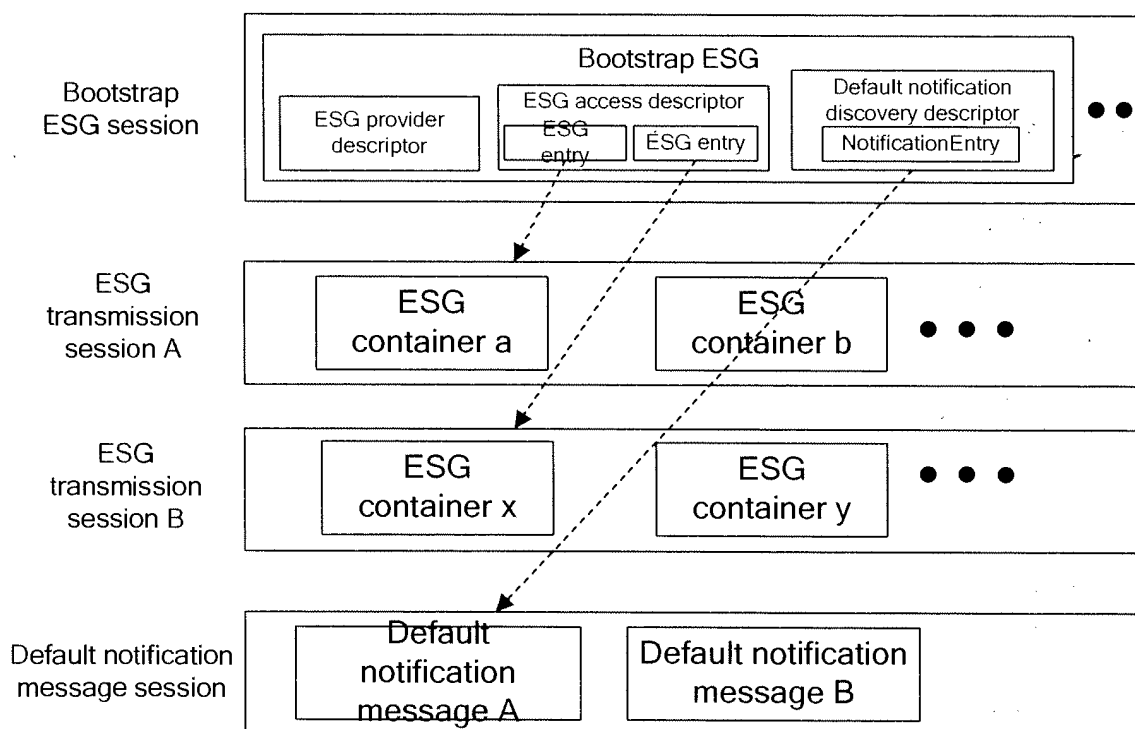 Bootstrap
ESG session
Bootstrap ESG
ESG provider
descriptor
ESG access descriptor
ESG
entry
ÉSG entry
Default notification
discovery descriptor
NotificationEntry
ESG
transmission
session A
ESG
container a
ESG
container b
ESG
transmission
session B
ESG
container x
ESG
container y
Default notification
message session
Default
notification
message A
Default notification
message B